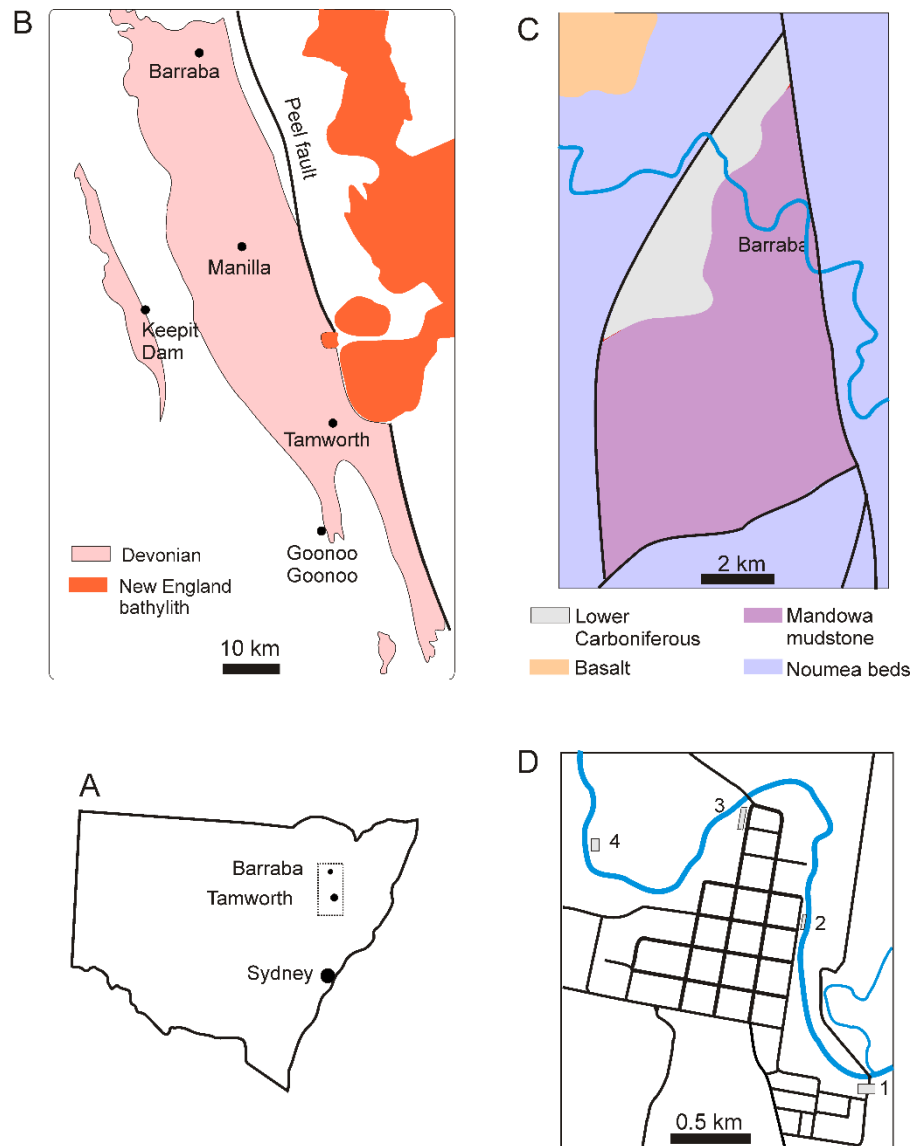 B
Barraba
Peel fault
Manilla
Keepit
Dam
Tamworth
Goonoo
Goonoo
Devonian
New England
bathylith
10 km
C
Barraba
2 km
Lower
Carboniferous
Mandowa
mudstone
Basalt
Noumea beds
A
Barraba
Tamworth
Sydney
D
3
4
2
1
0.5 km